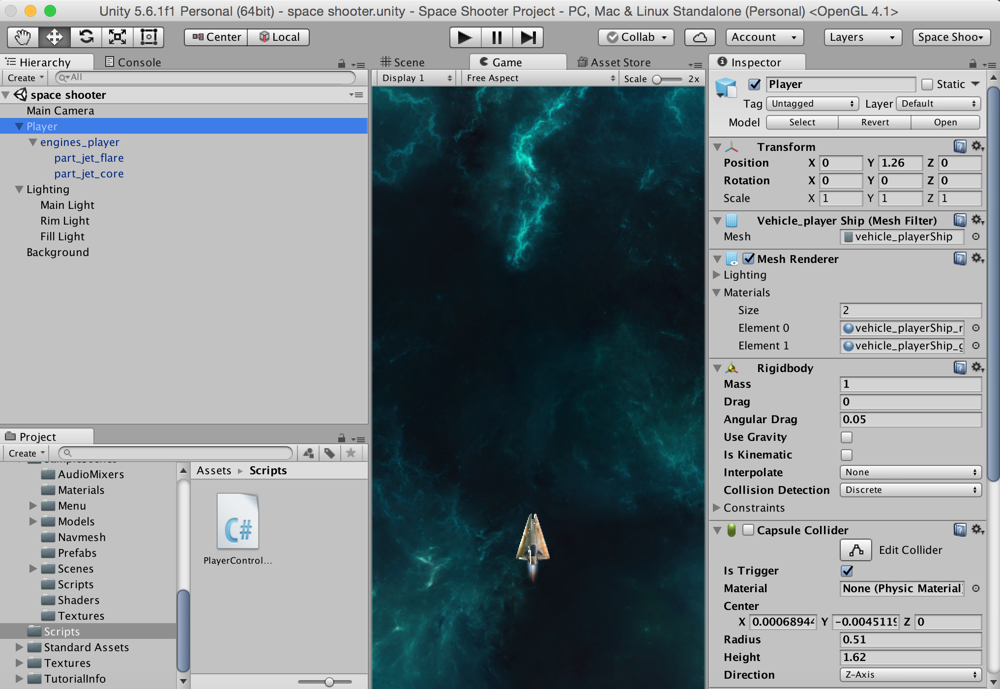 Unity 5.6.1f1 Personal (64bit) - space shooter.unity - Space Shooter Project - PC, Mac & Linux Standalone (Personal) <OpenGL 4.1>
Center Local Collab Account Layers Space Shoo
Hierarchy Console
Create All
space shooter
Main Camera
Player
engines_player
part_jet_flare
part_jet_core
Lighting
Main Light
Rim Light
Fill Light
Background
Project
Create
AudioMixers
Materials
Menu
Models
Navmesh
Prefabs
Scenes
Scripts
Shaders
Textures
Scripts
Standard Assets
Textures
TutorialInfo
Assets Scripts
C#
PlayerControl...
Scene Game Asset Store
Display 1 Free Aspect Scale 2x
Inspector
Player Static
Tag Untagged Layer Default
Model Select Revert Open
Transform
Position X 0 Y 1.26 Z 0
Rotation X 0 Y 0 Z 0
Scale X 1 Y 1 Z 1
Vehicle_player Ship (Mesh Filter)
Mesh vehicle_playerShip
Mesh Renderer
Lighting
Materials
Size 2
Element 0 vehicle_playerShip_r
Element 1 vehicle_playerShip_g
Rigidbody
Mass 1
Drag 0
Angular Drag 0.05
Use Gravity
Is Kinematic
Interpolate None
Collision Detection Discrete
Constraints
Capsule Collider
Edit Collider
Is Trigger
Material None (Physic Material
Center
X 0.00068944 Y -0.0045119 Z 0
Radius 0.51
Height 1.62
Direction Z-Axis